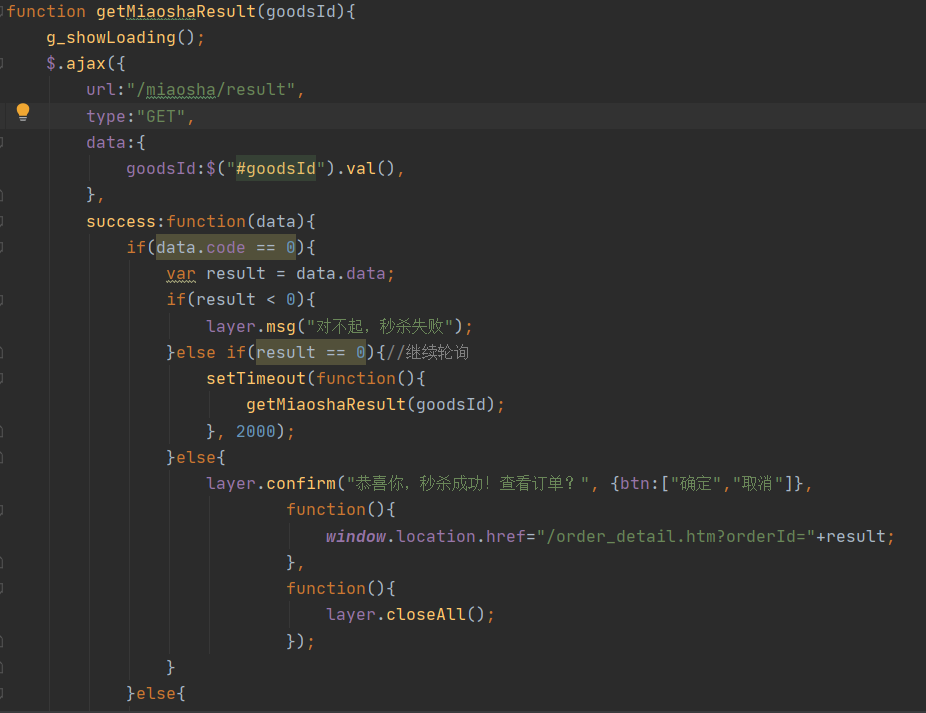 function getMiaoshaResult(goodsId){
    g_showLoading();
    $.ajax({
        url:"/miaosha/result",
        type:"GET",
        data:{
            goodsId:$("#goodsId").val(),
        },
        success:function(data){
            if(data.code == 0){
                var result = data.data;
                if(result < 0){
                    layer.msg("对不起，秒杀失败");
                }else if(result == 0){//继续轮询
                    setTimeout(function(){
                        getMiaoshaResult(goodsId);
                    }, 2000);
                }else{
                    layer.confirm("恭喜你，秒杀成功！查看订单？", {btn:["确定","取消"]},
                            function(){
                                window.location.href="/order_detail.htm?orderId="+result;
                            },
                            function(){
                                layer.closeAll();
                            });
                }
            }else{